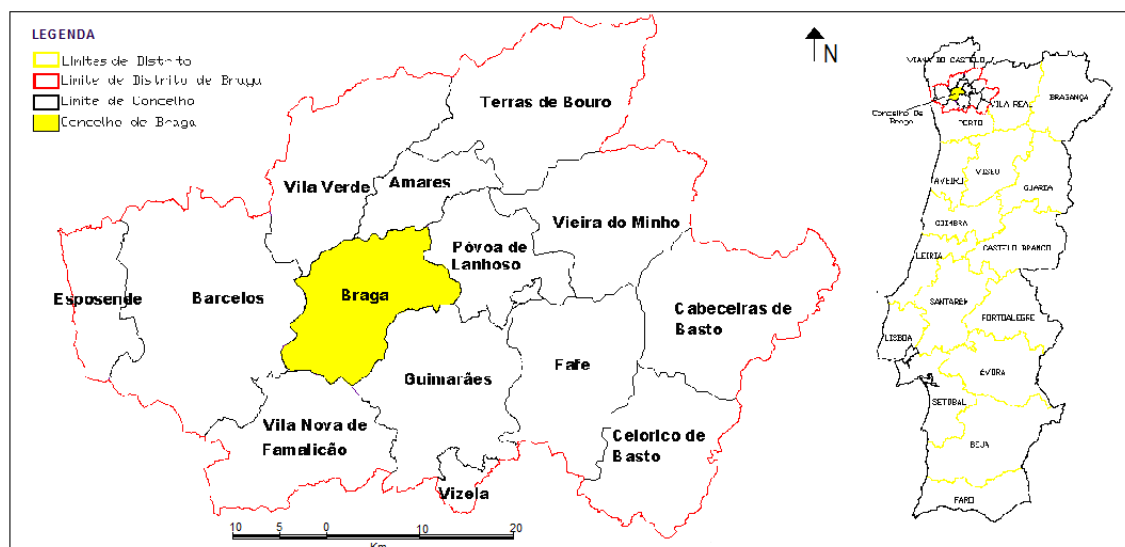 LEGENDA
Limites de Distrito
Limite de Distrito de Braga
Limite de Concelho
Concelho de Braga
N
Terras de Bouro
Vila Verde
Amares
Vieira do Minho
Póvoa de
Lanhoso
Esposende
Barcelos
Braga
Cabeceiras de
Basto
Guimarães
Fafe
Vila Nova de
Famalicão
Celorico de
Basto
Vizela
10 5 0 10 20
Km
VIANA DO CASTELO
BRAGANÇA
VILA REAL
Concelho De
Braga
PORTO
AVEIRO
VISEU
GUARDA
COIMBRA
CASTELO BRANCO
LEIRIA
SANTAREM
PORTOALEGRE
LISBOA
ÉVORA
SETÚBAL
BEJA
FARO